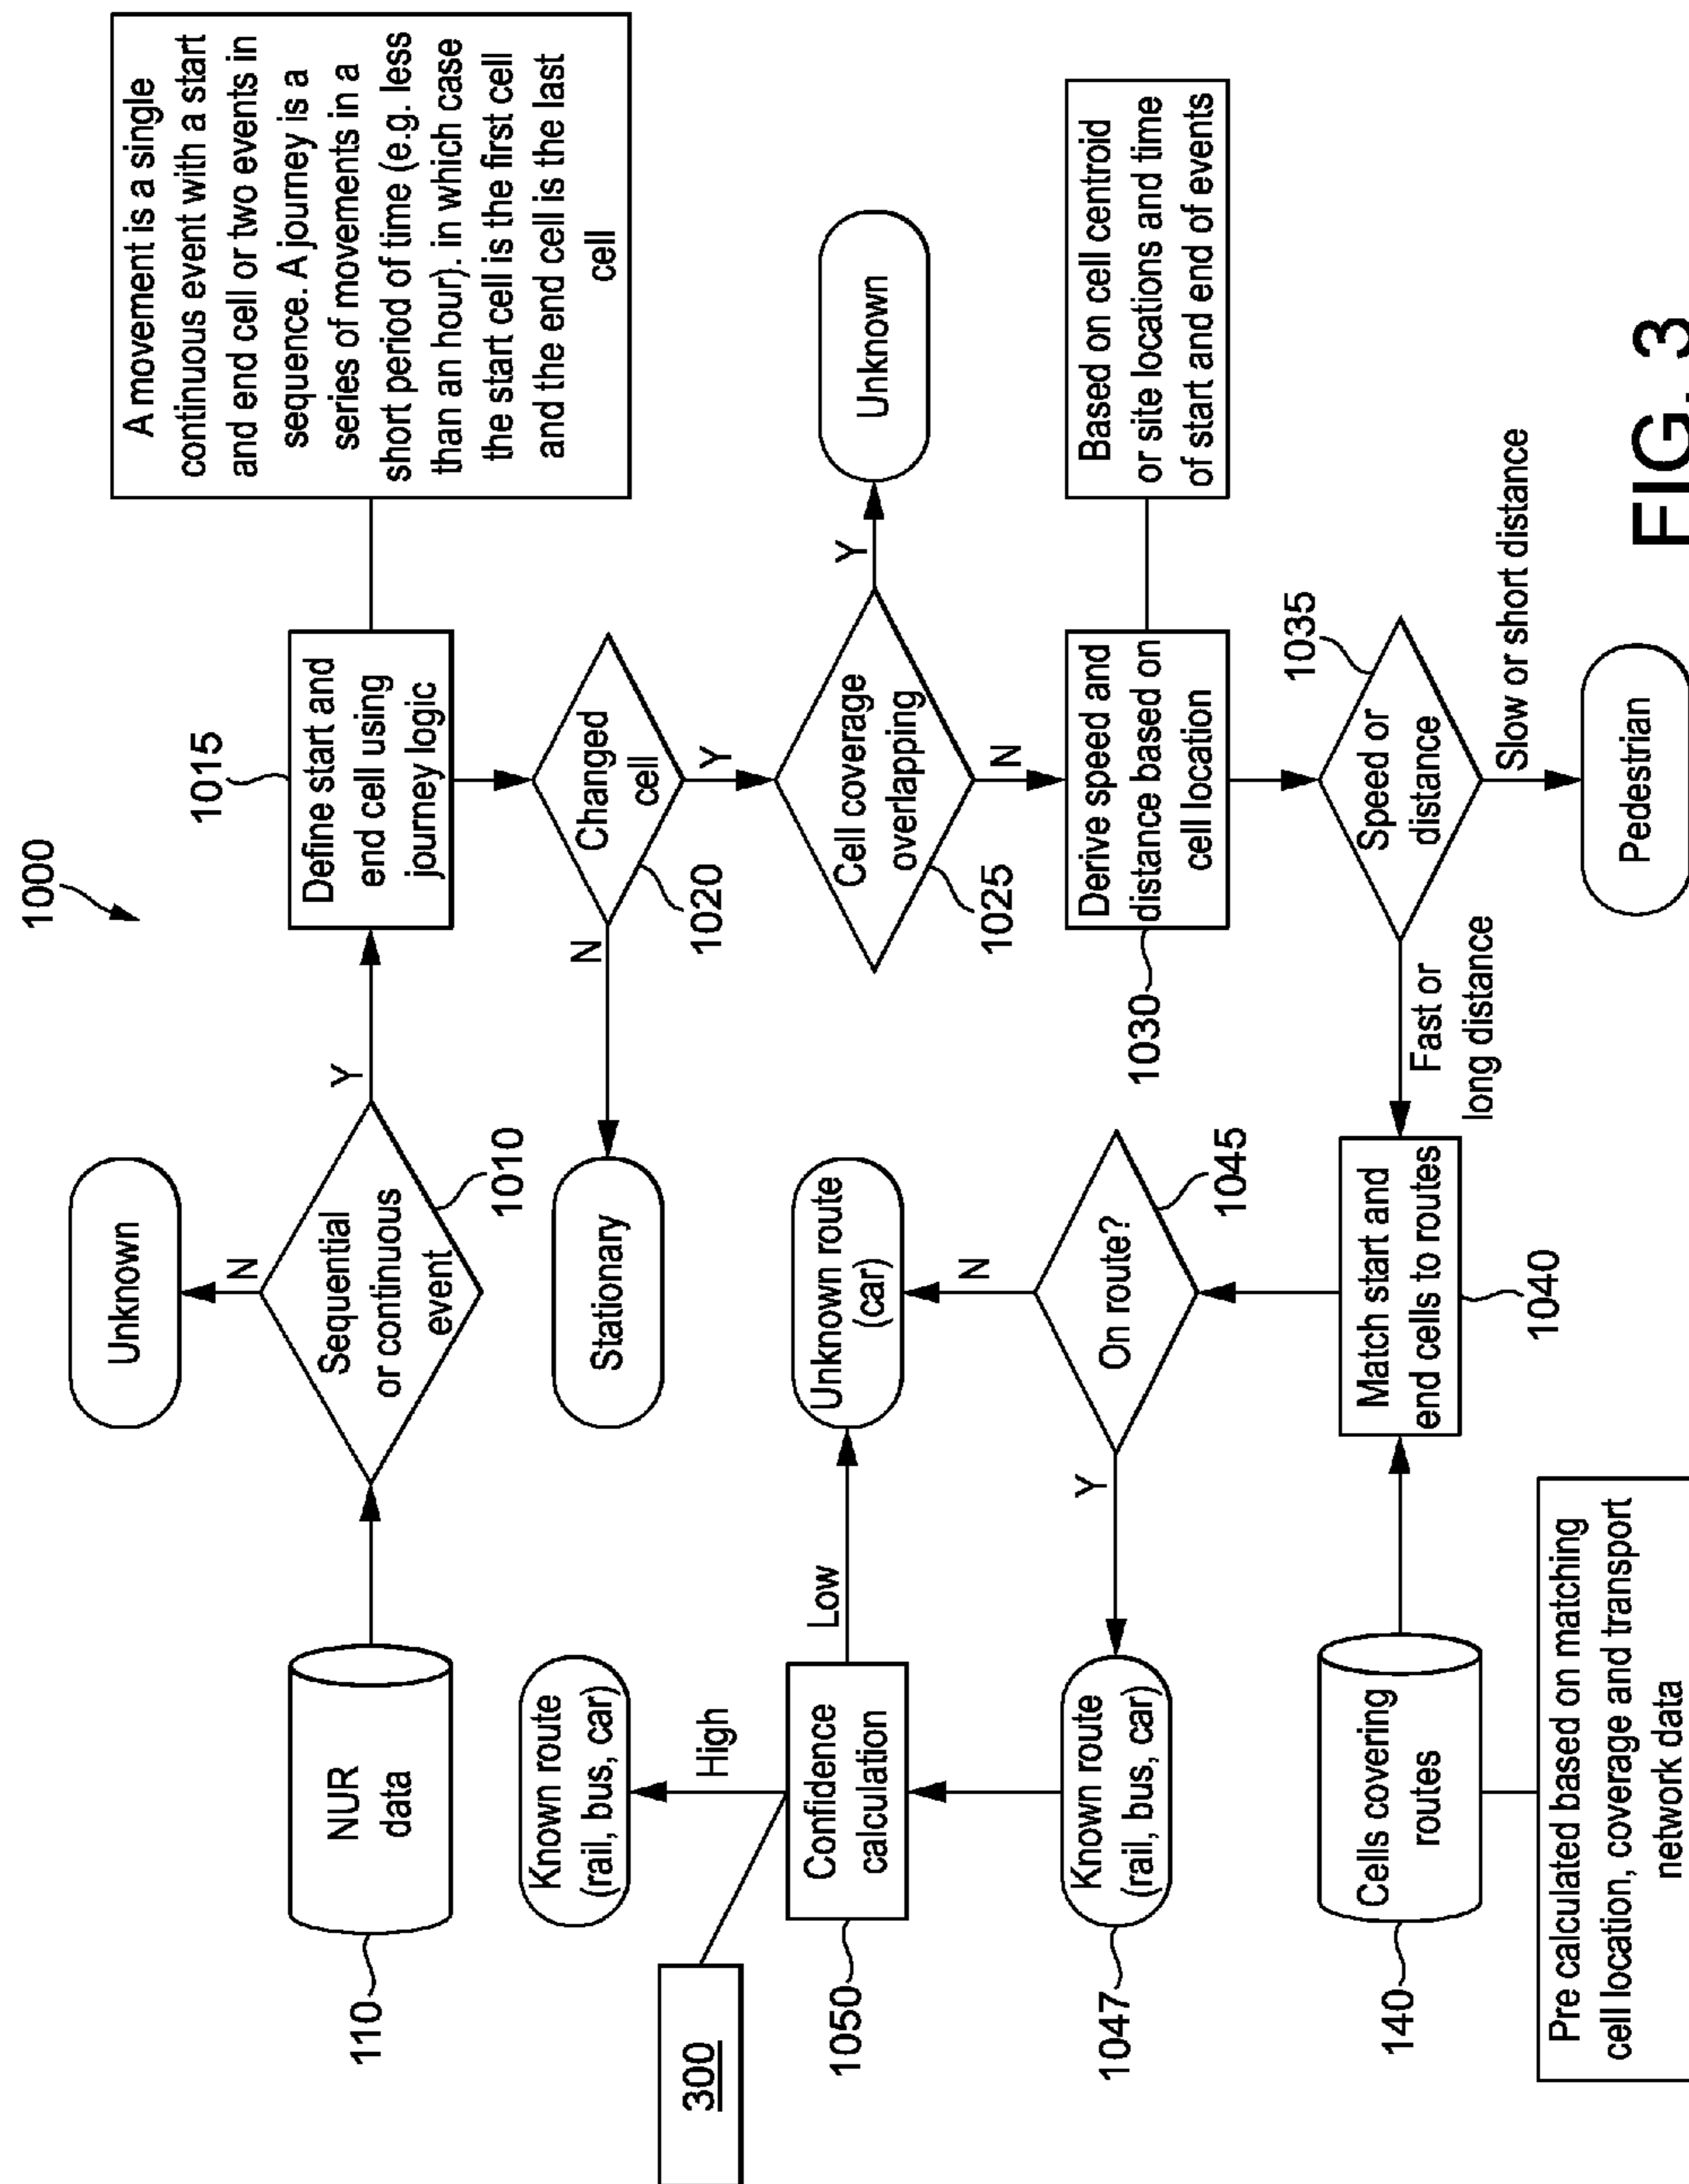 1000
NUR
data
110
Sequential
or continuous
event
1010
N
Unknown
Y
Define start and
end cell using
journey logic
1015
A movement is a single
continuous event with a start
and end cell or two events in
sequence. A journey is a
series of movements in a
short period of time (e.g. less
than an hour). in which case
the start cell is the first cell
and the end cell is the last
cell
Changed
cell
1020
N
Stationary
Y
Cell coverage
overlapping
1025
Y
Unknown
N
Derive speed and
distance based on
cell location
1030
Based on cell centroid
or site locations and time
of start and end of events
Speed or
distance
1035
Slow or short distance
Pedestrian
Fast or
long distance
Match start and
end cells to routes
1040
Cells covering
routes
140
Pre calculated based on matching
cell location, coverage and transport
network data
On route?
1045
N
Unknown route
(car)
Y
Known route
(rail, bus, car)
1047
Confidence
calculation
1050
Low
High
Known route
(rail, bus, car)
300
FIG. 3